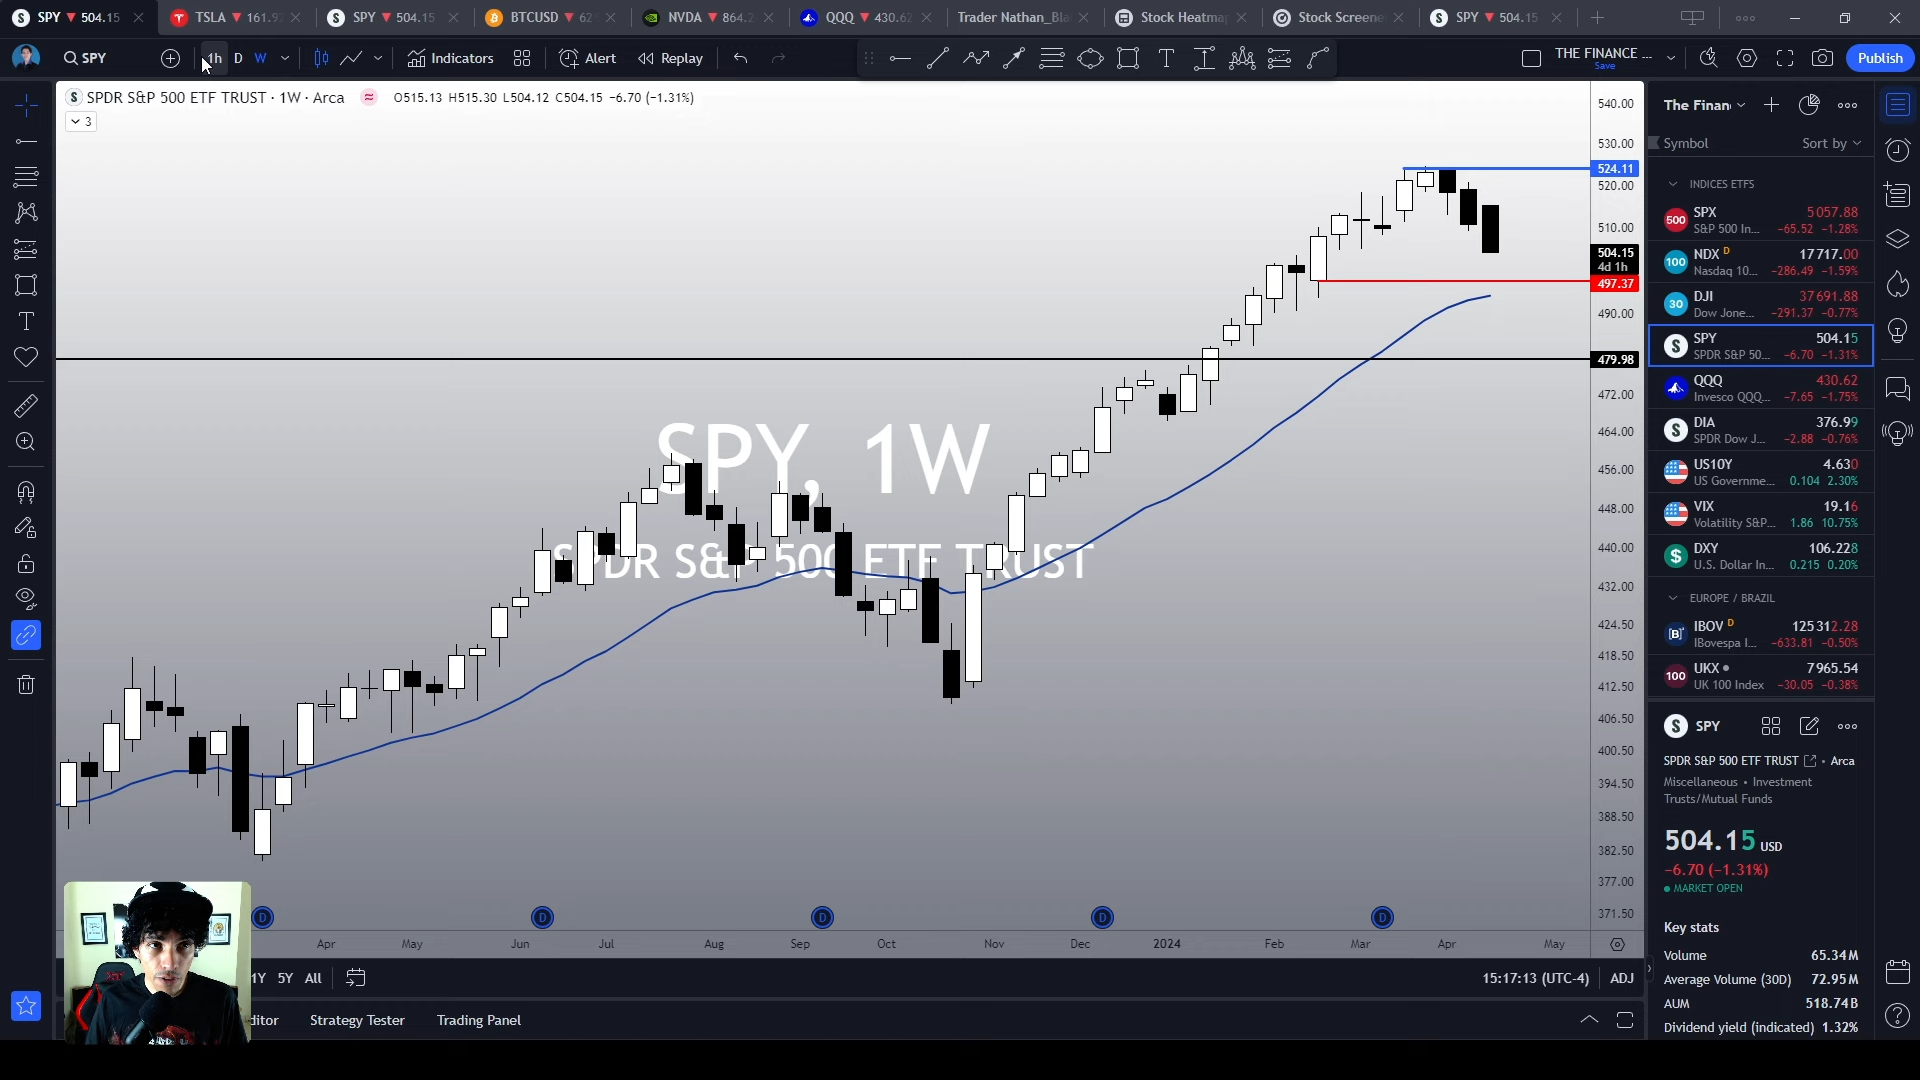 SPY 504.15
TSLA 161.9
SPY 504.15
BTCUSD 62
NVDA 864.2
QQQ 430.62
Trader Nathan_Bla
Stock Heatma
Stock Screene
SPY 504.15
SPY
1h D W
Indicators
Alert
Replay
THE FINANCE ...
Save
Publish
SPDR S&P 500 ETF TRUST · 1W · Arca
O515.13 H515.30 L504.12 C504.15 −6.70 (−1.31%)
3
SPY, 1W
SPDR S&P 500 ETF TRUST
540.00
530.00
524.11
520.00
510.00
504.15
4d 1h
497.37
490.00
479.98
472.00
464.00
456.00
448.00
440.00
432.00
424.50
418.50
412.50
406.50
400.50
394.50
388.50
382.50
377.00
371.50
D D D D D
Apr May Jun Jul Aug Sep Oct Nov Dec 2024 Feb Mar Apr May
1Y 5Y All
15:17:13 (UTC-4) ADJ
ditor Strategy Tester Trading Panel
The Finan
Symbol Sort by
INDICES ETFS
500 SPX 5057.88
S&P 500 In... −65.52 −1.28%
100 NDX D 17717.00
Nasdaq 10... −286.49 −1.59%
30 DJI 37691.88
Dow Jone... −291.37 −0.77%
S SPY 504.15
SPDR S&P 50... −6.70 −1.31%
QQQ 430.62
Invesco QQQ... −7.65 −1.75%
S DIA 376.99
SPDR Dow J... −2.88 −0.76%
US10Y 4.630
US Governme... 0.104 2.30%
VIX 19.16
Volatility S&P... 1.86 10.75%
$ DXY 106.228
U.S. Dollar In... 0.215 0.20%
EUROPE / BRAZIL
[B]³ IBOV D 125312.28
IBovespa I... −633.81 −0.50%
100 UKX 7965.54
UK 100 Index −30.05 −0.38%
S SPY
SPDR S&P 500 ETF TRUST • Arca
Miscellaneous • Investment
Trusts/Mutual Funds
504.15 USD
−6.70 (−1.31%)
MARKET OPEN
Key stats
Volume 65.34M
Average Volume (30D) 72.95M
AUM 518.74B
Dividend yield (indicated) 1.32%